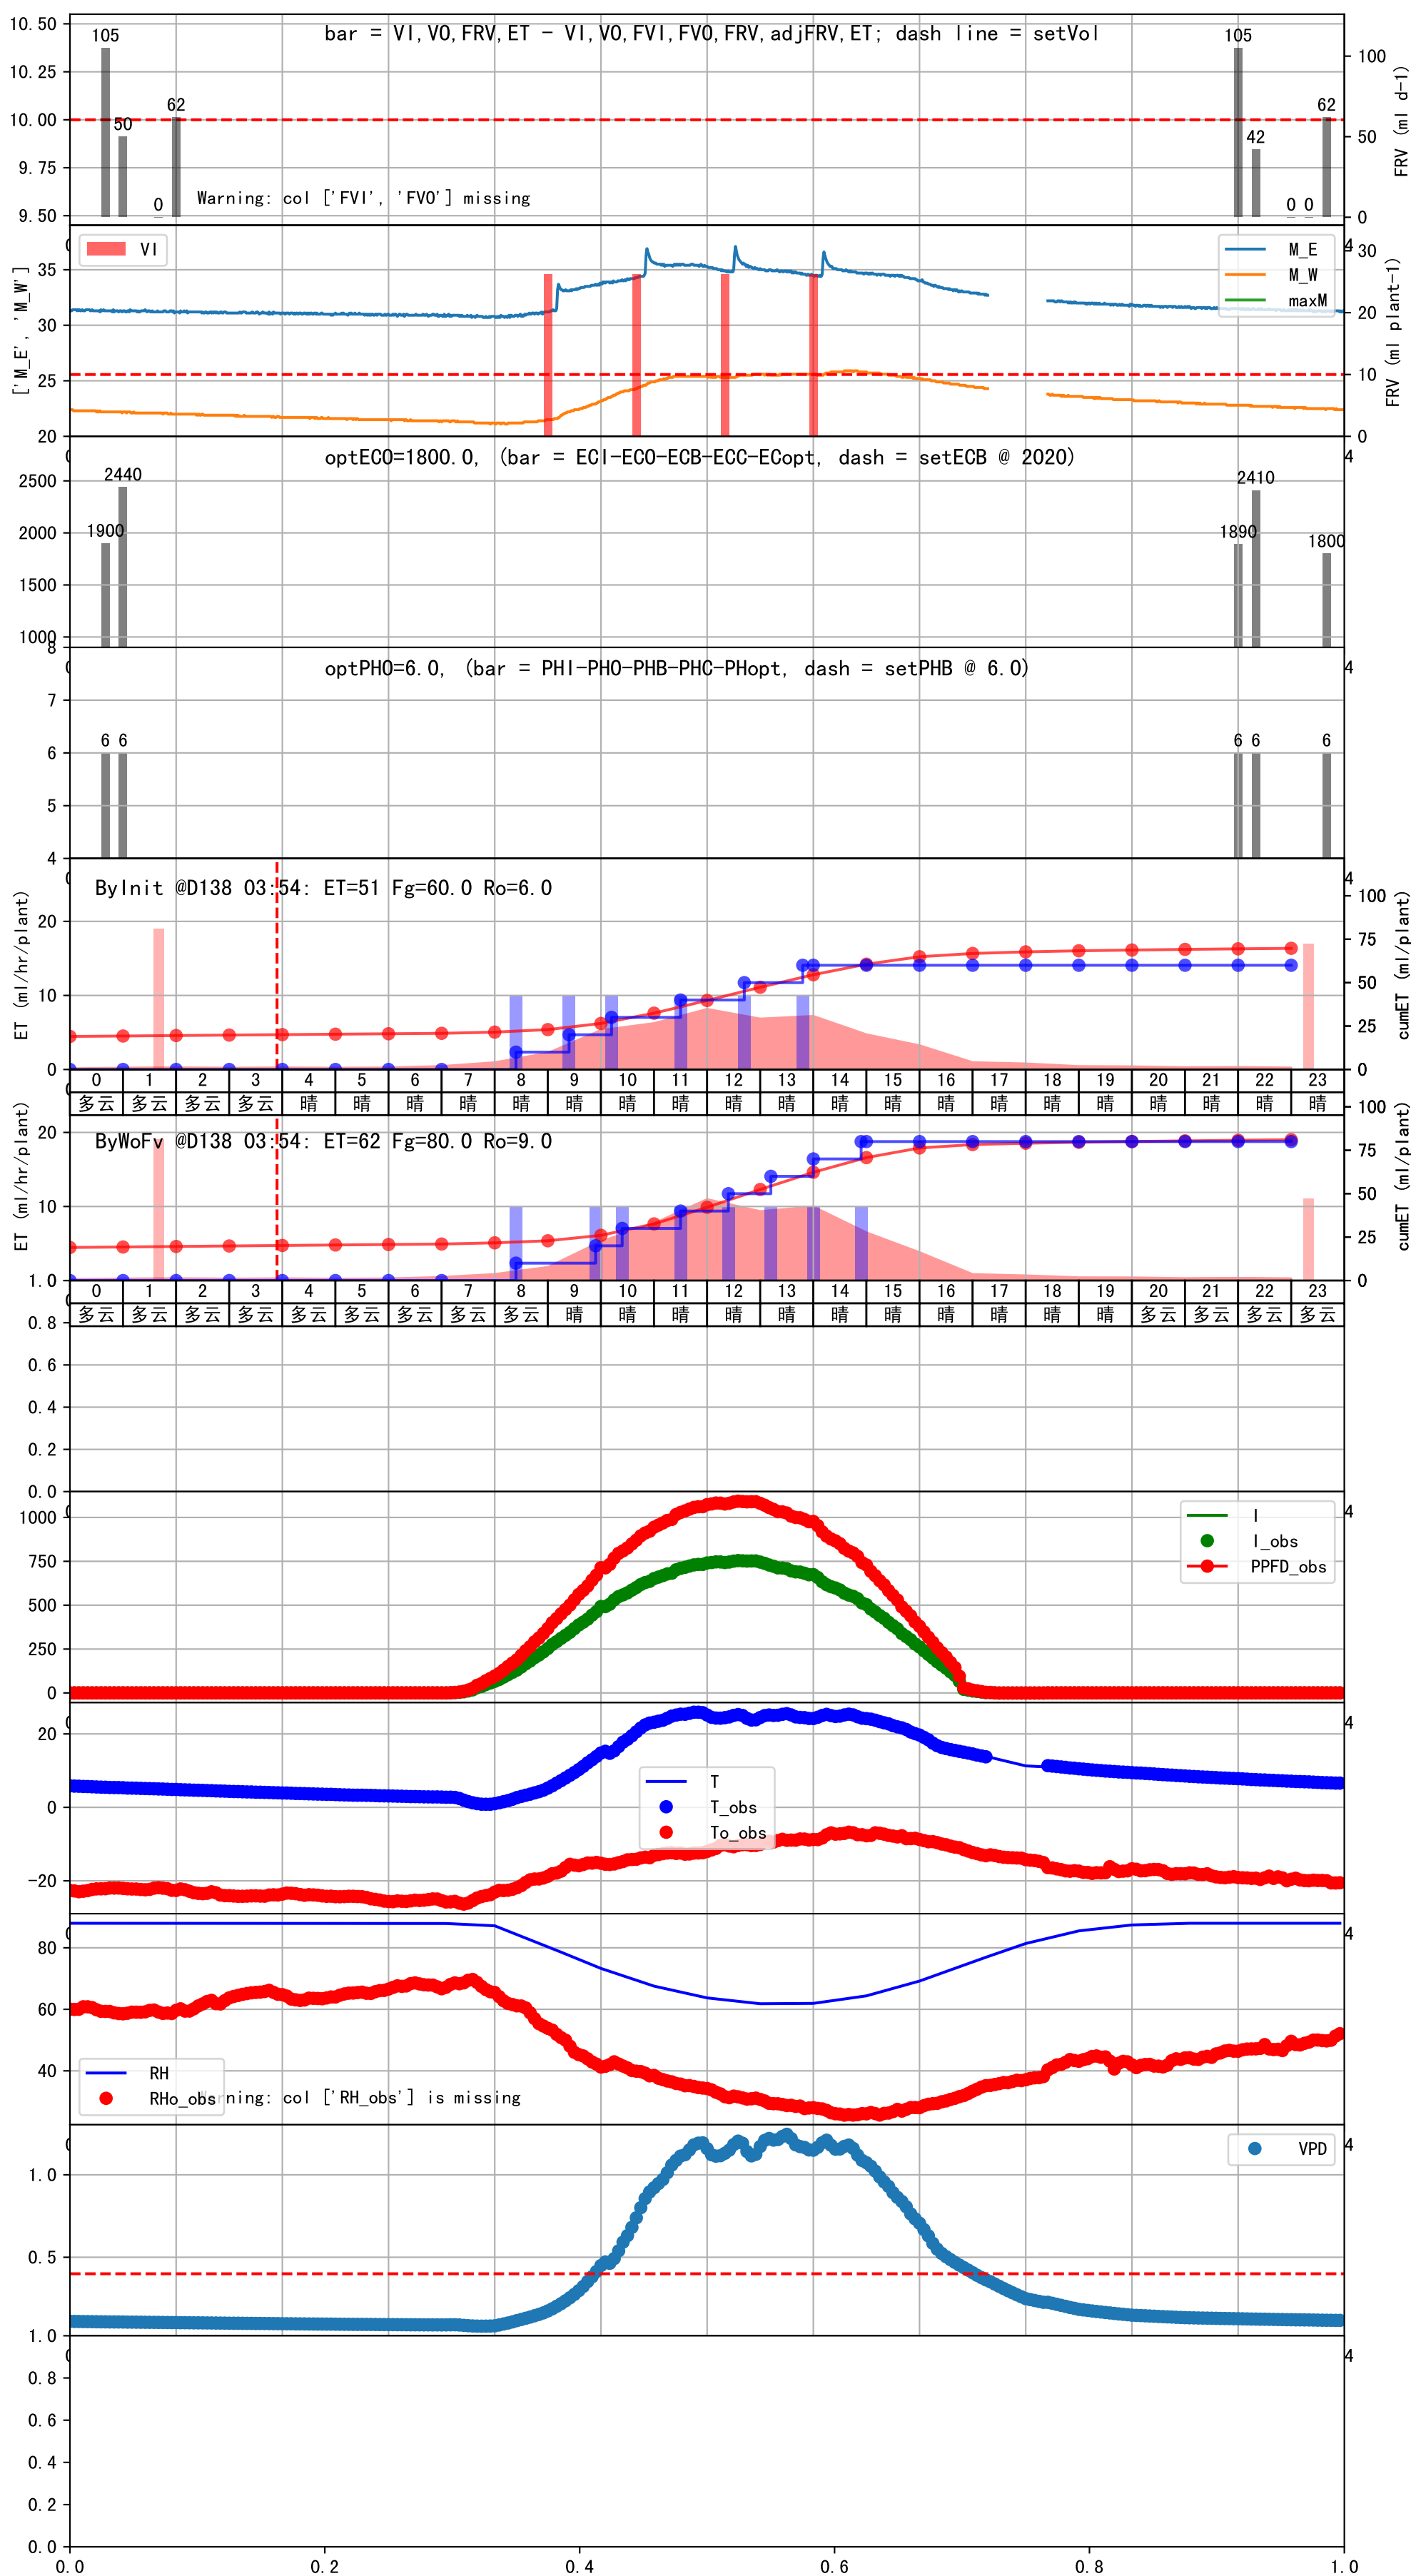 bar = VI,VO,FRV,ET - VI,VO,FVI,FVO,FRV,adjFRV,ET; dash line = setVol
10.50
10.25
10.00
9.75
9.50
105
50
0
62
105
42
0 0
62
100
50
0
FRV (ml d-1)
Warning: col ['FVI', 'FVO'] missing
['M_E', 'M_W']
35
30
25
20
VI
M_E
M_W
maxM
4
30
20
10
0
FRV (ml plant-1)
optECO=1800.0, (bar = ECI-ECO-ECB-ECC-ECopt, dash = setECB @ 2020)
4
2500
2000
1500
1000
1900
2440
1890
2410
1800
optPHO=6.0, (bar = PHI-PHO-PHB-PHC-PHopt, dash = setPHB @ 6.0)
4
8
7
6
5
4
6 6
6 6
6
ByInit @D138 03:54: ET=51 Fg=60.0 Ro=6.0
4
ET (ml/hr/plant)
20
10
0
100
75
50
25
0
cumET (ml/plant)
0 1 2 3 4 5 6 7 8 9 10 11 12 13 14 15 16 17 18 19 20 21 22 23
多云 多云 多云 多云 晴 晴 晴 晴 晴 晴 晴 晴 晴 晴 晴 晴 晴 晴 晴 晴 晴 晴 晴 晴
ByWoFv @D138 03:54: ET=62 Fg=80.0 Ro=9.0
ET (ml/hr/plant)
20
10
1.0
100
75
50
25
0
cumET (ml/plant)
0 1 2 3 4 5 6 7 8 9 10 11 12 13 14 15 16 17 18 19 20 21 22 23
多云 多云 多云 多云 多云 多云 多云 多云 多云 晴 晴 晴 晴 晴 晴 晴 晴 晴 晴 晴 多云 多云 多云 多云
0.8
0.6
0.4
0.2
0.0
4
1000
750
500
250
0
I
I_obs
PPFD_obs
4
20
0
-20
T
T_obs
To_obs
4
80
60
40
RH
RHo_obs
rning: col ['RH_obs'] is missing
4
1.0
0.5
VPD
4
1.0
0.8
0.6
0.4
0.2
0.0
0.0 0.2 0.4 0.6 0.8 1.0